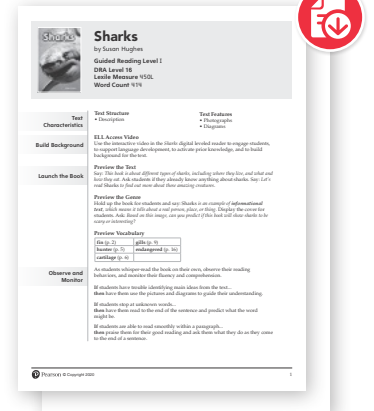 Sharks
Sharks
by Susan Hughes
Guided Reading Level I
DRA Level 16
Lexile Measure 450L
Word Count 414
Text
Characteristics
Text Structure
• Description
Text Features
• Photographs
• Diagrams
Build Background
ELL Access Video
Use the interactive video in the Sharks digital leveled reader to engage students,
to support language development, to activate prior knowledge, and to build
background for the text.
Launch the Book
Preview the Text
Say: This book is about different types of sharks, including where they live, and what and
how they eat. Ask students if they already know anything about sharks. Say: Let's
read Sharks to find out more about these amazing creatures.
Preview the Genre
Hold up the book for students and say: Sharks is an example of informational
text, which means it tells about a real person, place, or thing. Display the cover for
students. Ask: Based on this image, can you predict if this book will show sharks to be
scary or interesting?
Preview Vocabulary
fin (p. 2) gills (p. 9)
hunter (p. 5) endangered (p. 16)
cartilage (p. 6)
Observe and
Monitor
As students whisper-read the book on their own, observe their reading
behaviors, and monitor their fluency and comprehension.
If students have trouble identifying main ideas from the text...
then have them use the pictures and diagrams to guide their understanding.
If students stop at unknown words...
then have them read to the end of the sentence and predict what the word
might be.
If students are able to read smoothly within a paragraph...
then praise them for their good reading and ask them what they do as they come
to the end of a sentence.
Pearson © Copyright 2020
1